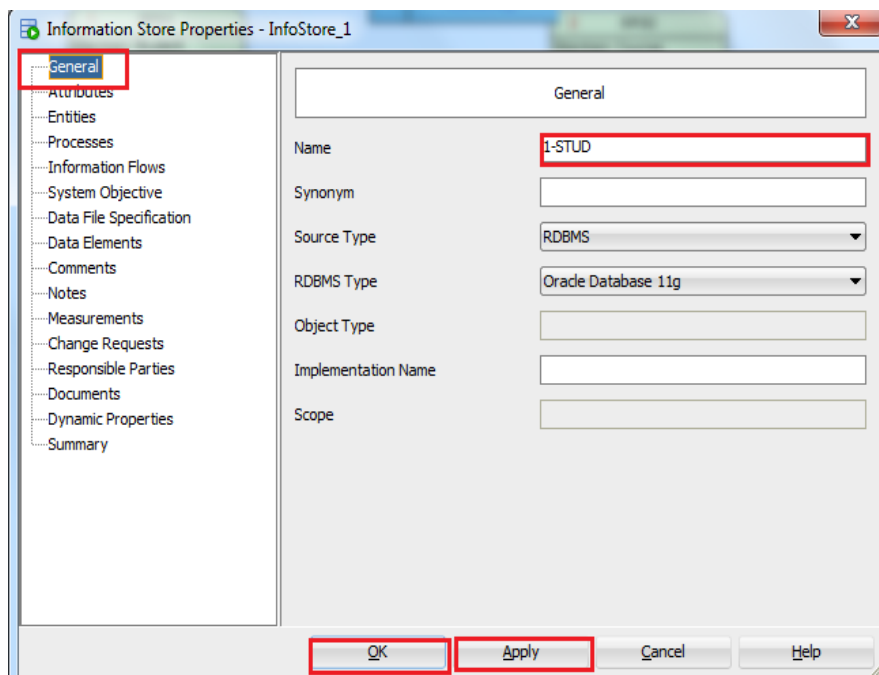 Information Store Properties - InfoStore_1
X
General
Attributes
Entities
Processes
Information Flows
System Objective
Data File Specification
Data Elements
Comments
Notes
Measurements
Change Requests
Responsible Parties
Documents
Dynamic Properties
Summary
General
Name 1-STUD
Synonym
Source Type RDBMS
RDBMS Type Oracle Database 11g
Object Type
Implementation Name
Scope
OK Apply Cancel Help